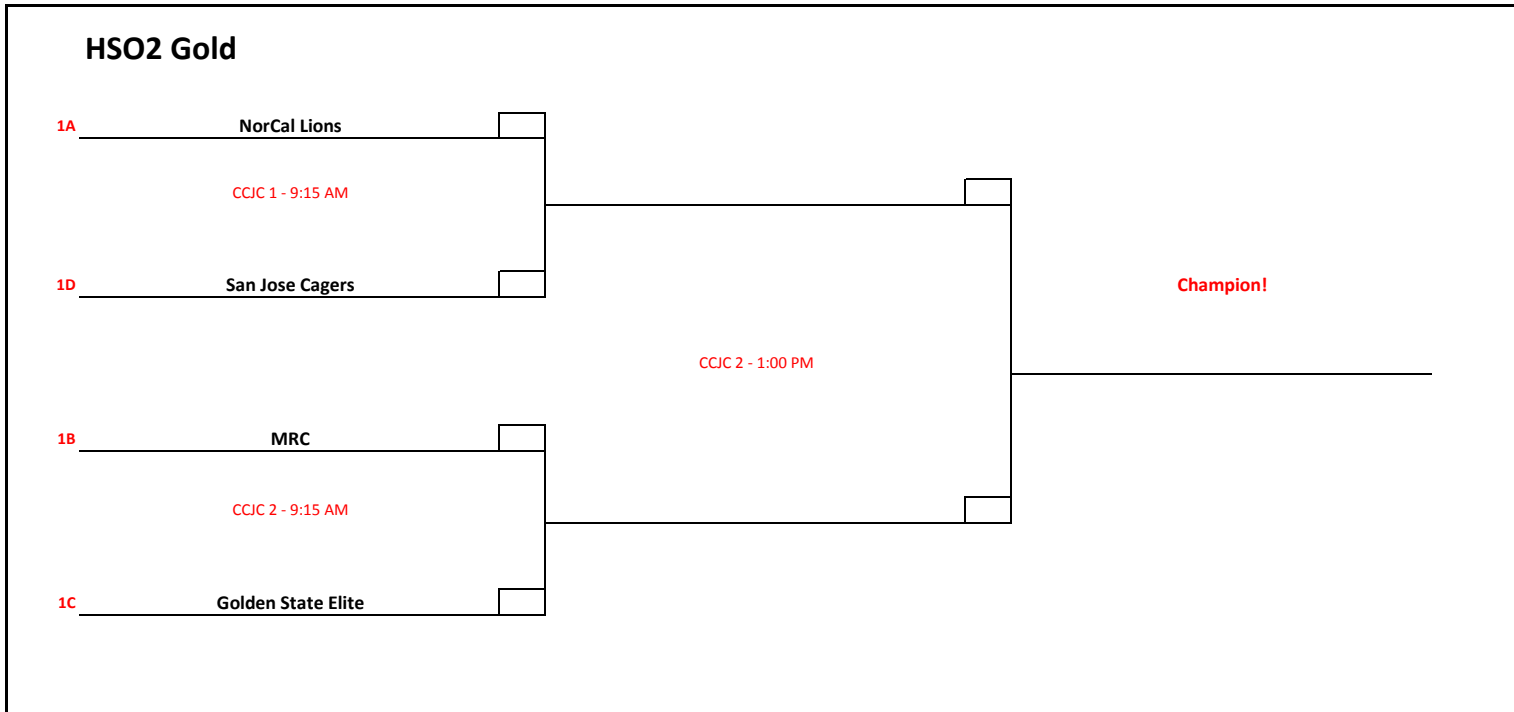 HSO2 Gold
1A NorCal Lions
CCJC 1 - 9:15 AM
1D San Jose Cagers
Champion!
CCJC 2 - 1:00 PM
1B MRC
CCJC 2 - 9:15 AM
1C Golden State Elite